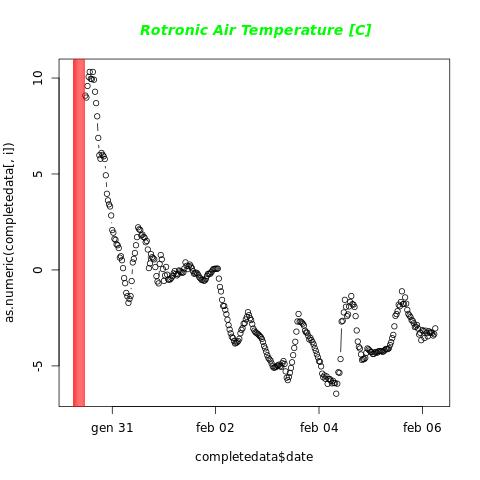 Rotronic Air Temperature [C]
as.numeric(completedata[, i])
10
5
0
-5
gen 31
feb 02
feb 04
feb 06
completedata$date